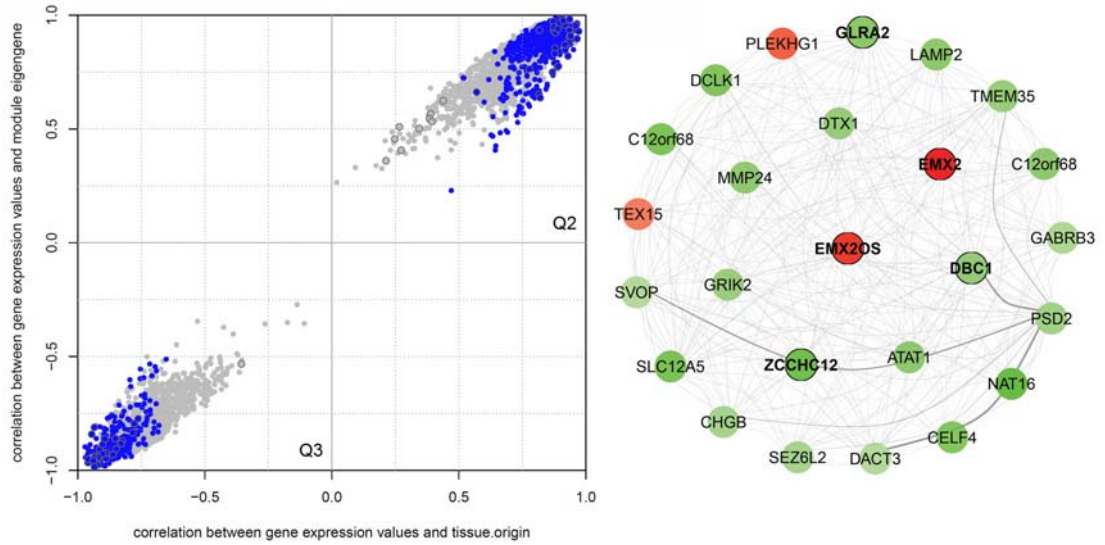 correlation between gene expression values and module eigengene
1.0
0.5
0.0
−0.5
−1.0
Q2
Q3
−1.0
−0.5
0.0
0.5
1.0
correlation between gene expression values and tissue.origin
GLRA2
PLEKHG1
LAMP2
DCLK1
TMEM35
DTX1
C12orf68
EMX2
C12orf68
MMP24
TEX15
GABRB3
EMX2OS
DBC1
SVOP
GRIK2
PSD2
ATAT1
SLC12A5
ZCCHC12
NAT16
CHGB
CELF4
SEZ6L2
DACT3